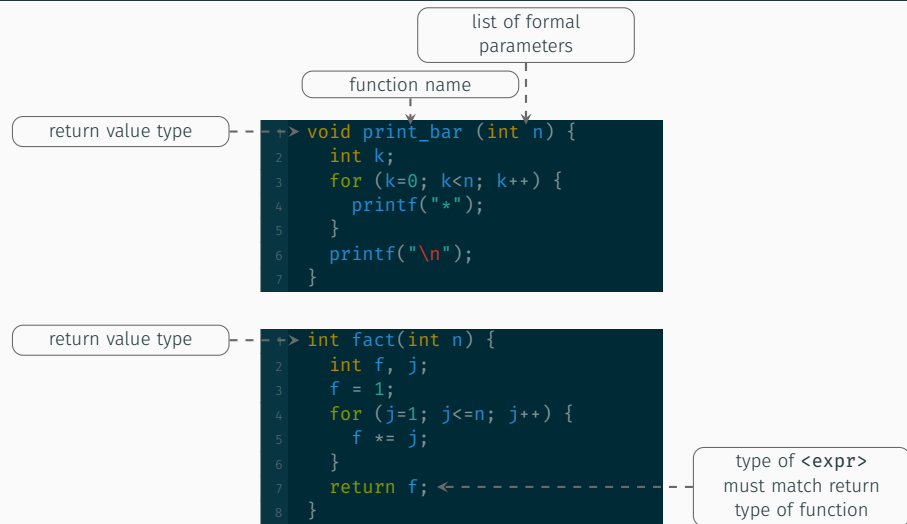 list of formal
parameters
function name
return value type
1 void print_bar (int n) {
2 int k;
3 for (k=0; k<n; k++) {
4 printf("*");
5 }
6 printf("\n");
7 }
return value type
1 int fact(int n) {
2 int f, j;
3 f = 1;
4 for (j=1; j<=n; j++) {
5 f *= j;
6 }
7 return f;
8 }
type of <expr>
must match return
type of function